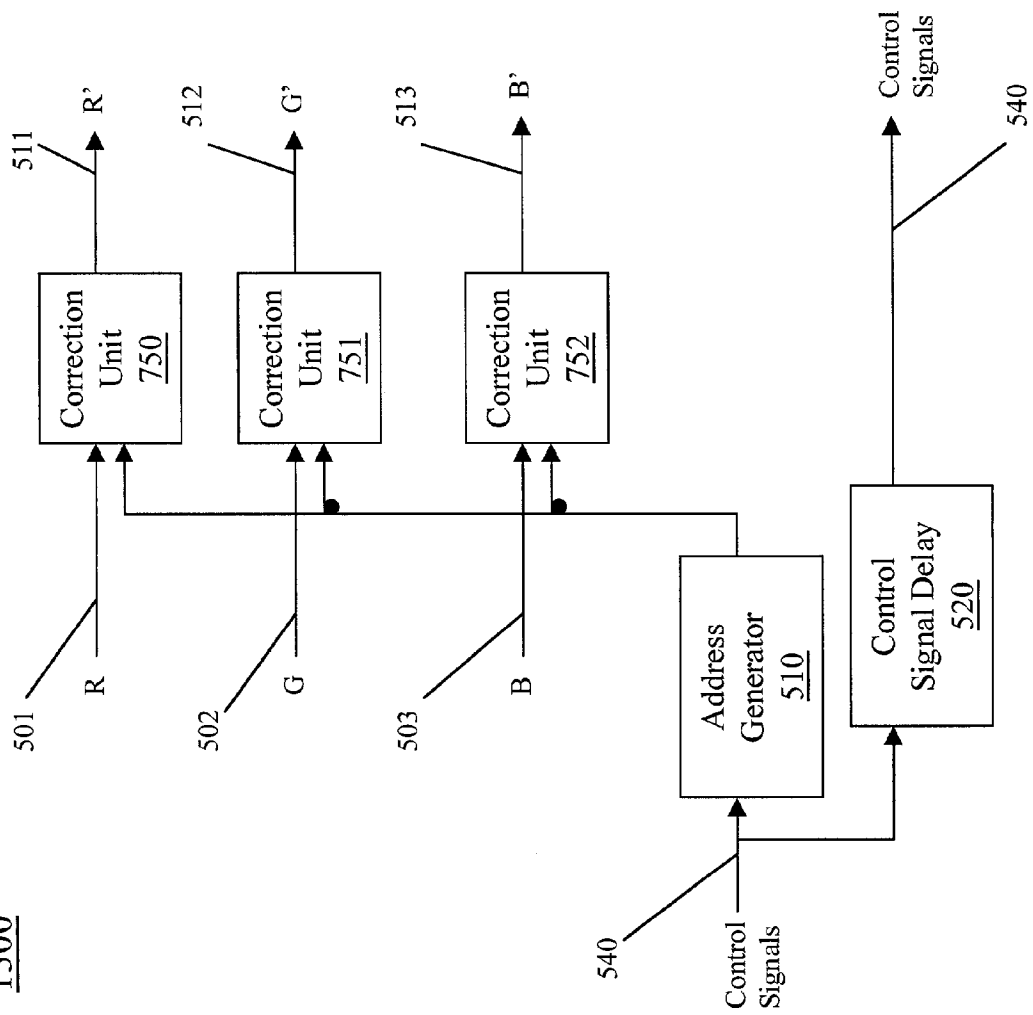 511
R'
Correction
Unit
750
R
501
512
G'
Correction
Unit
751
G
502
513
B'
Correction
Unit
752
B
503
Address
Generator
510
Control
Signals
540
Control
Signal Delay
520
Control
Signals
540